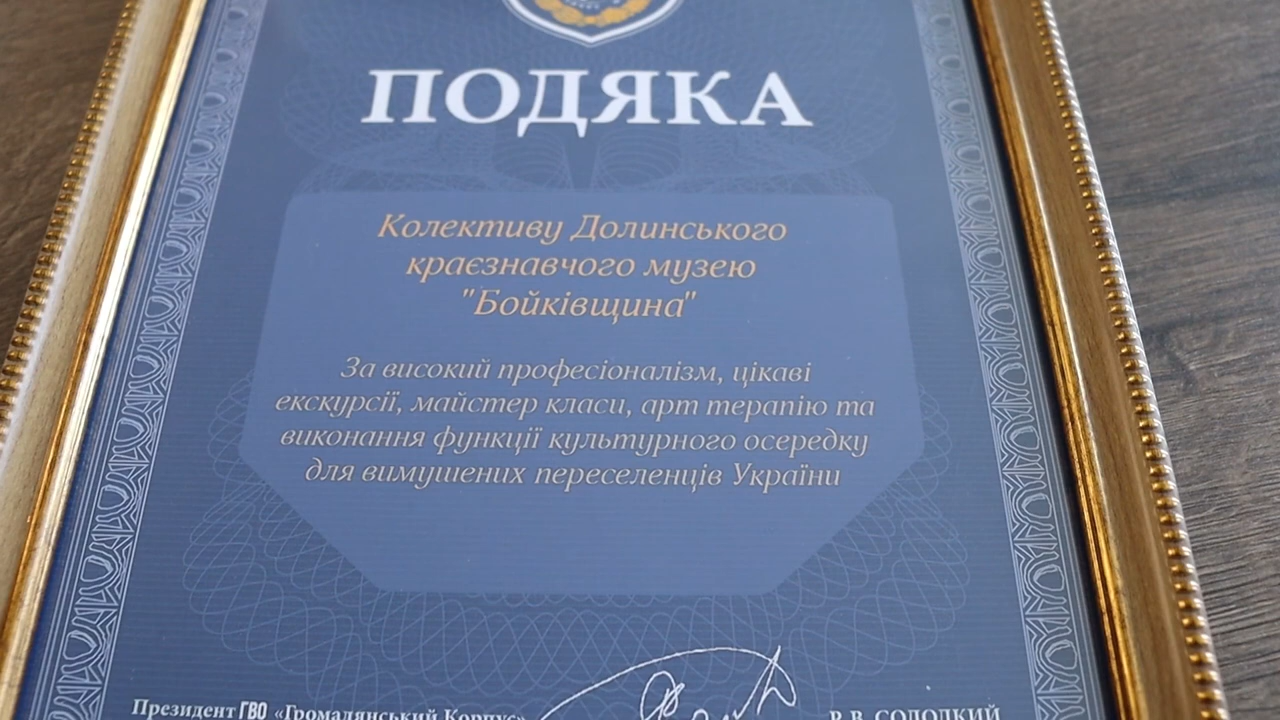 ПОДЯКА
Колективу Долинського
краєзнавчого музею
"Бойківщина"
За високий професіоналізм, цікаві
екскурсії, майстер класи, арт терапію та
виконання функції культурного осередку
для вимушених переселенців України
Президент ГВО «Громадянський Корпус» Р.В. СОЛОДКИЙ